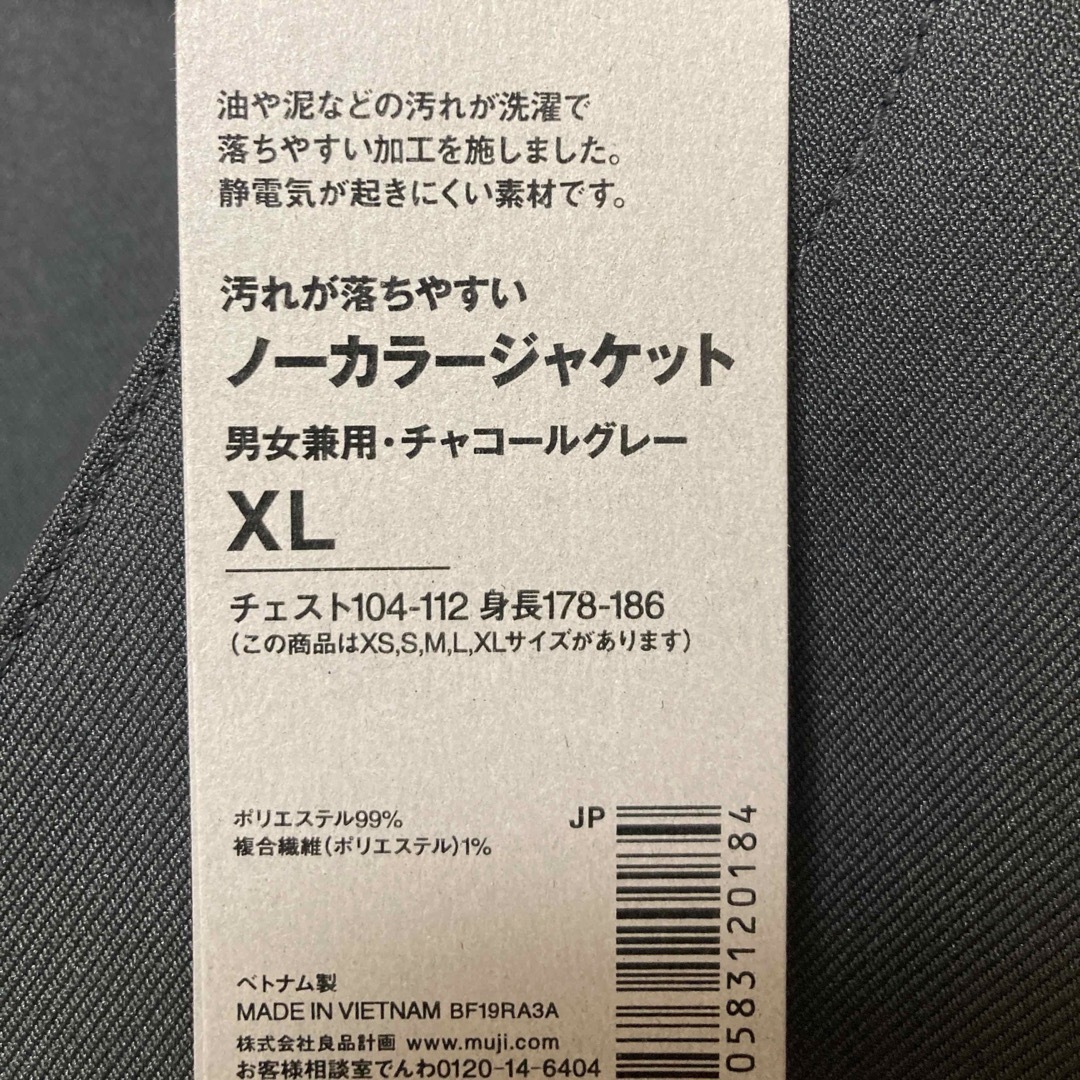 油や泥などの汚れが洗濯で
落ちやすい加工を施しました。
静電気が起きにくい素材です。
汚れが落ちやすい
ノーカラージャケット
男女兼用・チャコールグレー
XL
チェスト104-112 身長178-186
(この商品はXS,S,M,L,XLサイズがあります)
ポリエステル99%
複合繊維(ポリエステル)1%
JP
0583120184
ベトナム製
MADE IN VIETNAM BF19RA3A
株式会社良品計画 www.muji.com
お客様相談室でんわ0120-14-6404